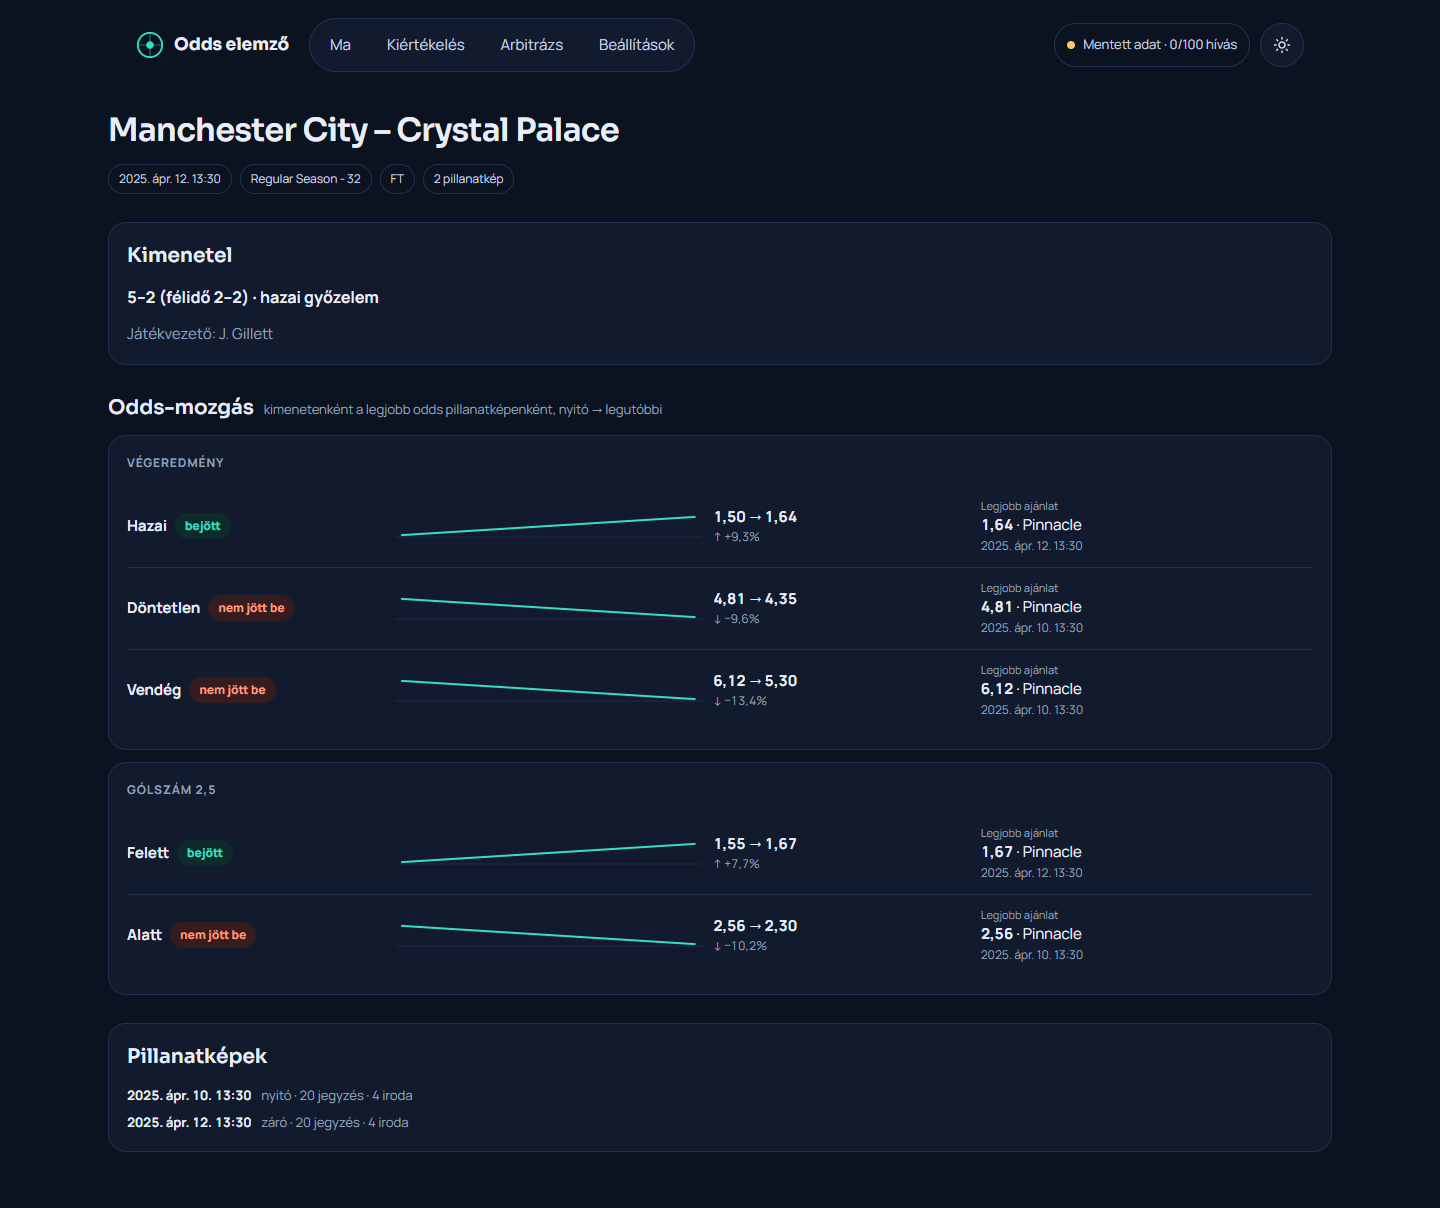 Odds elemző
Ma
Kiértékelés
Arbitrázs
Beállítások
Mentett adat · 0/100 hívás
Manchester City – Crystal Palace
2025. ápr. 12. 13:30
Regular Season - 32
FT
2 pillanatkép
Kimenetel
5–2 (félidő 2–2) · hazai győzelem
Játékvezető: J. Gillett
Odds-mozgás kimenetenként a legjobb odds pillanatképenként, nyitó → legutóbbi
VÉGEREDMÉNY
Hazai bejött
1,50 → 1,64
↑ +9,3%
Legjobb ajánlat
1,64 · Pinnacle
2025. ápr. 12. 13:30
Döntetlen nem jött be
4,81 → 4,35
↓ −9,6%
Legjobb ajánlat
4,81 · Pinnacle
2025. ápr. 10. 13:30
Vendég nem jött be
6,12 → 5,30
↓ −13,4%
Legjobb ajánlat
6,12 · Pinnacle
2025. ápr. 10. 13:30
GÓLSZÁM 2,5
Felett bejött
1,55 → 1,67
↑ +7,7%
Legjobb ajánlat
1,67 · Pinnacle
2025. ápr. 12. 13:30
Alatt nem jött be
2,56 → 2,30
↓ −10,2%
Legjobb ajánlat
2,56 · Pinnacle
2025. ápr. 10. 13:30
Pillanatképek
2025. ápr. 10. 13:30 nyitó · 20 jegyzés · 4 iroda
2025. ápr. 12. 13:30 záró · 20 jegyzés · 4 iroda